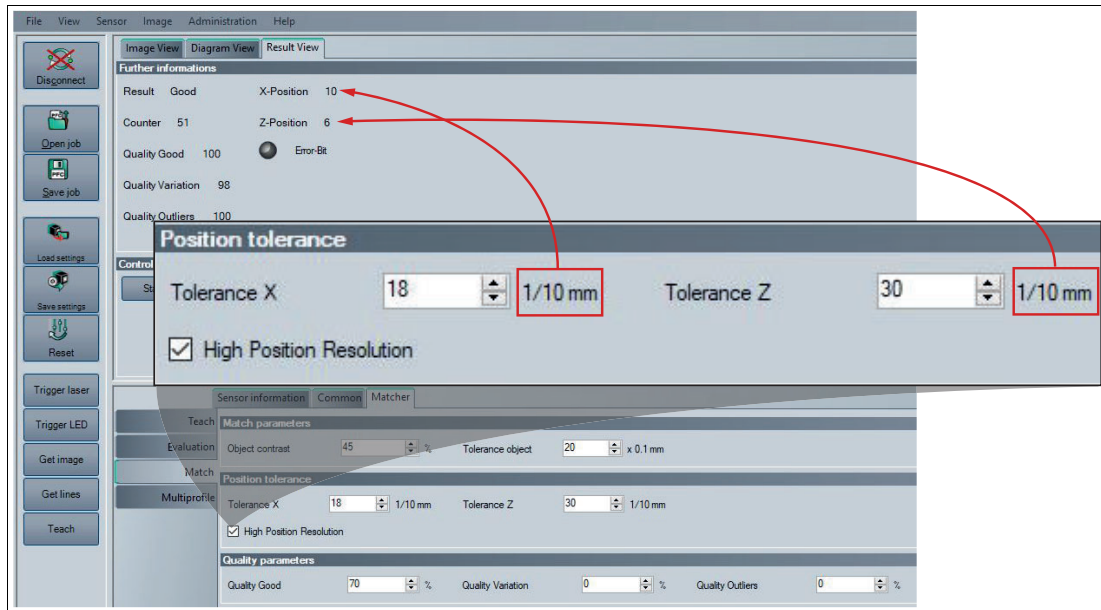 File View Sensor Image Administration Help
Disconnect
Open job
Save job
Load settings
Save settings
Reset
Trigger laser
Trigger LED
Get image
Get lines
Teach
Image View Diagram View Result View
Further informations
Result Good X-Position 10
Counter 51 Z-Position 6
Quality Good 100 Error-Bit
Quality Variation 98
Quality Outliers 100
Control
St
Position tolerance
Tolerance X 18 1/10 mm Tolerance Z 30 1/10 mm
High Position Resolution
Sensor information Common Matcher
Teach
Evaluation
Match
Multiprofile
Match parameters
Object contrast 45 % Tolerance object 20 x 0.1 mm
Position tolerance
Tolerance X 18 1/10 mm Tolerance Z 30 1/10 mm
High Position Resolution
Quality parameters
Quality Good 70 % Quality Variation 0 % Quality Outliers 0 %